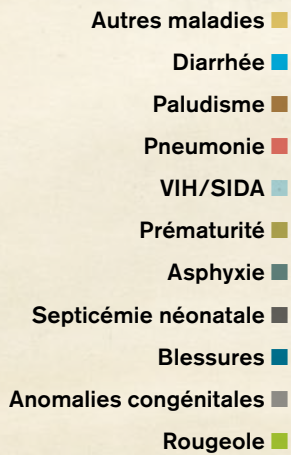 Autres maladies
Diarrhée
Paludisme
Pneumonie
VIH/SIDA
Prématurité
Asphyxie
Septicémie néonatale
Blessures
Anomalies congénitales
Rougeole